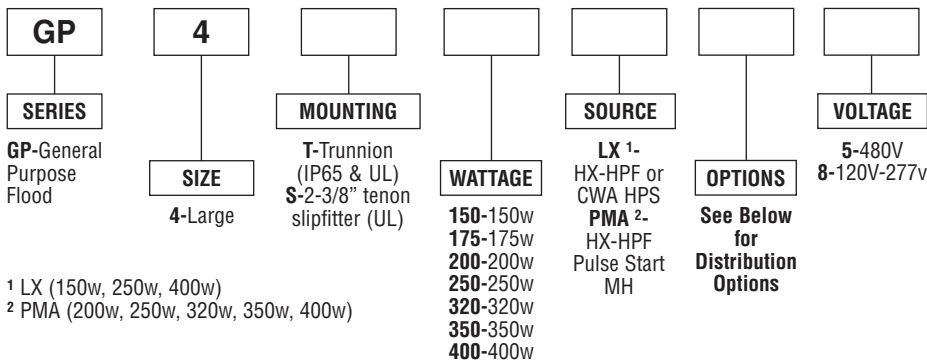 GP
4
SERIES
GP-General
Purpose
Flood
SIZE
4-Large
MOUNTING
T-Trunnion
(IP65 & UL)
S-2-3/8” tenon
slipfitter (UL)
WATTAGE
150-150w
175-175w
200-200w
250-250w
320-320w
350-350w
400-400w
SOURCE
LX ¹-
HX-HPF or
CWA HPS
PMA ²-
HX-HPF
Pulse Start
MH
OPTIONS
See Below
for
Distribution
Options
VOLTAGE
5-480V
8-120V-277v
¹ LX (150w, 250w, 400w)
² PMA (200w, 250w, 320w, 350w, 400w)